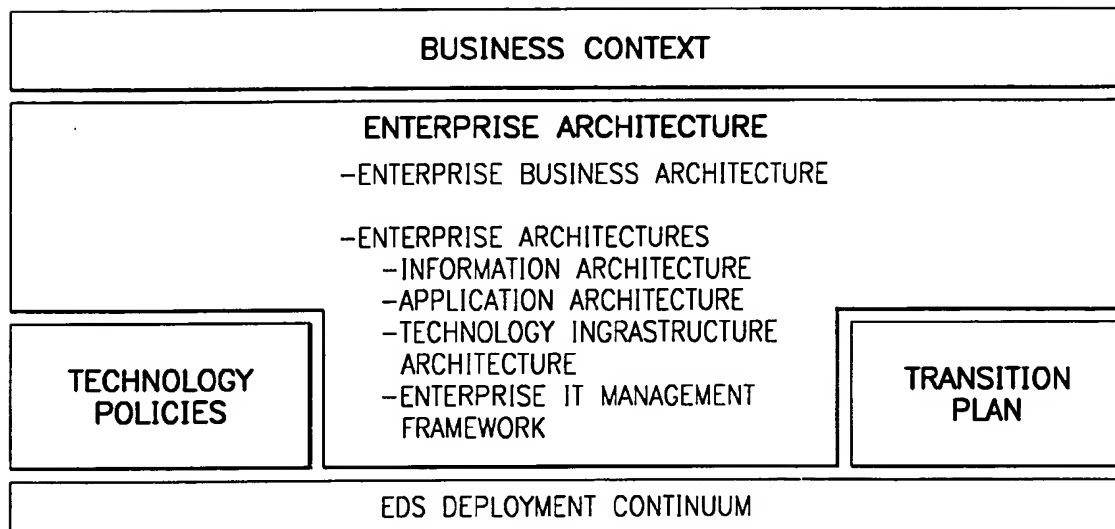 BUSINESS CONTEXT
ENTERPRISE ARCHITECTURE
-ENTERPRISE BUSINESS ARCHITECTURE
-ENTERPRISE ARCHITECTURES
-INFORMATION ARCHITECTURE
-APPLICATION ARCHITECTURE
-TECHNOLOGY INGRASTRUCTURE
ARCHITECTURE
-ENTERPRISE IT MANAGEMENT
FRAMEWORK
TECHNOLOGY
POLICIES
TRANSITION
PLAN
EDS DEPLOYMENT CONTINUUM